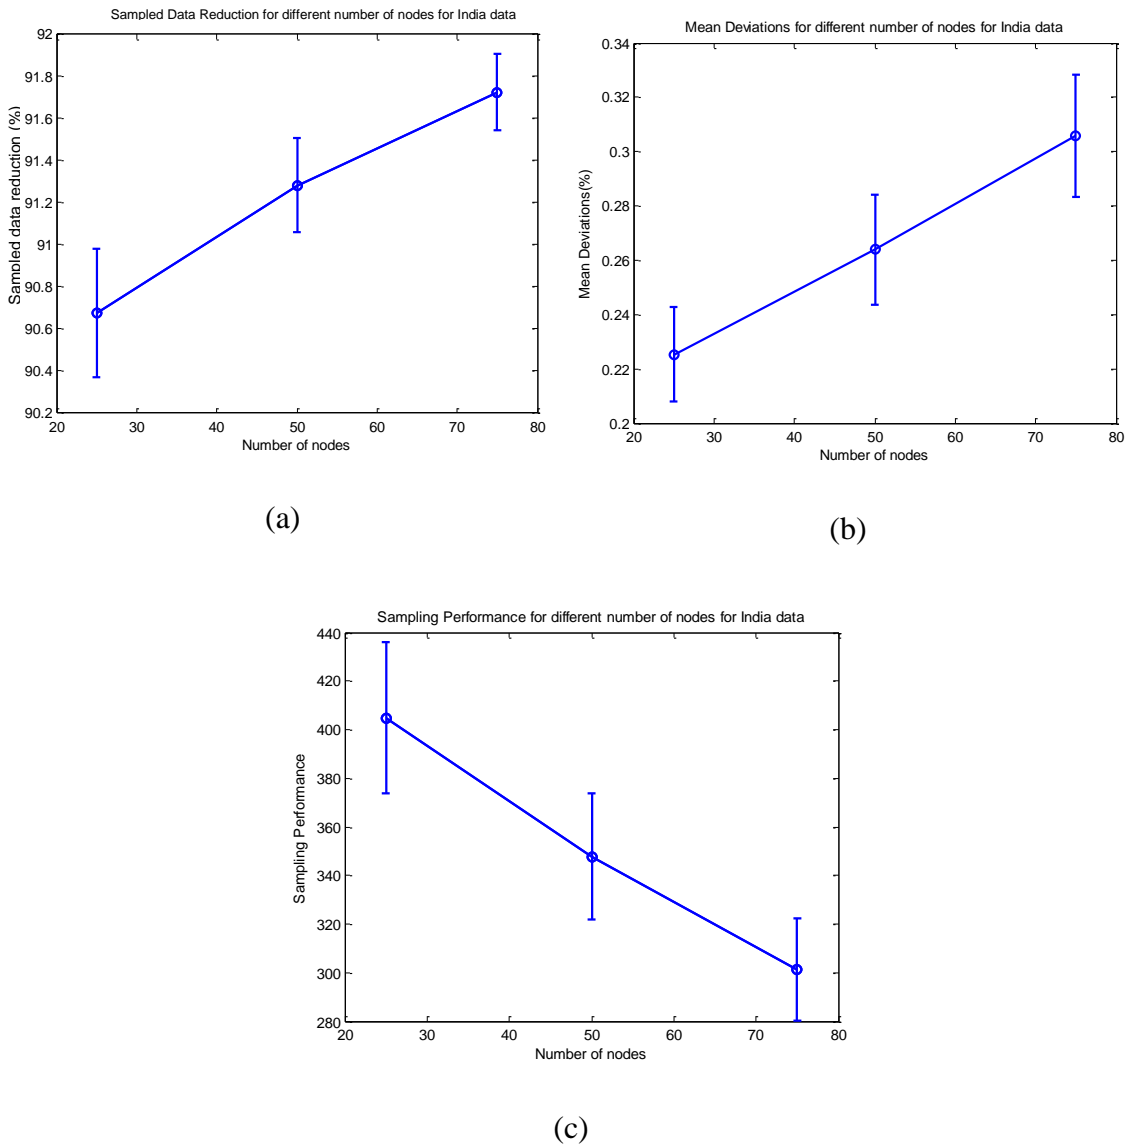 Sampled Data Reduction for different number of nodes for India data
92
91.8
91.6
91.4
91.2
91
90.8
90.6
90.4
90.2
Sampled data reduction (%)
20 30 40 50 60 70 80
Number of nodes
(a)
Mean Deviations for different number of nodes for India data
0.34
0.32
0.3
0.28
0.26
0.24
0.22
0.2
Mean Deviations(%)
20 30 40 50 60 70 80
Number of nodes
(b)
Sampling Performance for different number of nodes for India data
440
420
400
380
360
340
320
300
280
Sampling Performance
20 30 40 50 60 70 80
Number of nodes
(c)